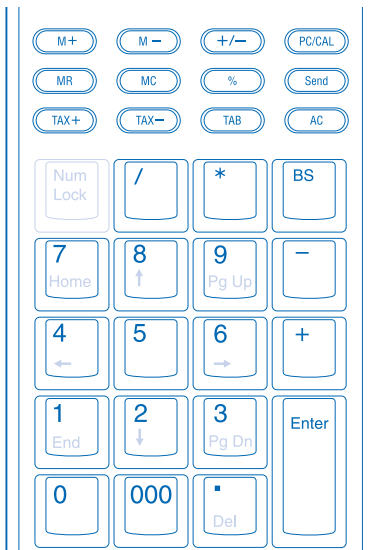 M+ M− +/− PC/CAL
MR MC % Send
TAX+ TAX− TAB AC
Num
Lock
/ * BS
7 8 9 −
Home ↑ Pg Up
4 5 6 +
← →
1 2 3 Enter
End ↓ Pg Dn
0 000 .
Del